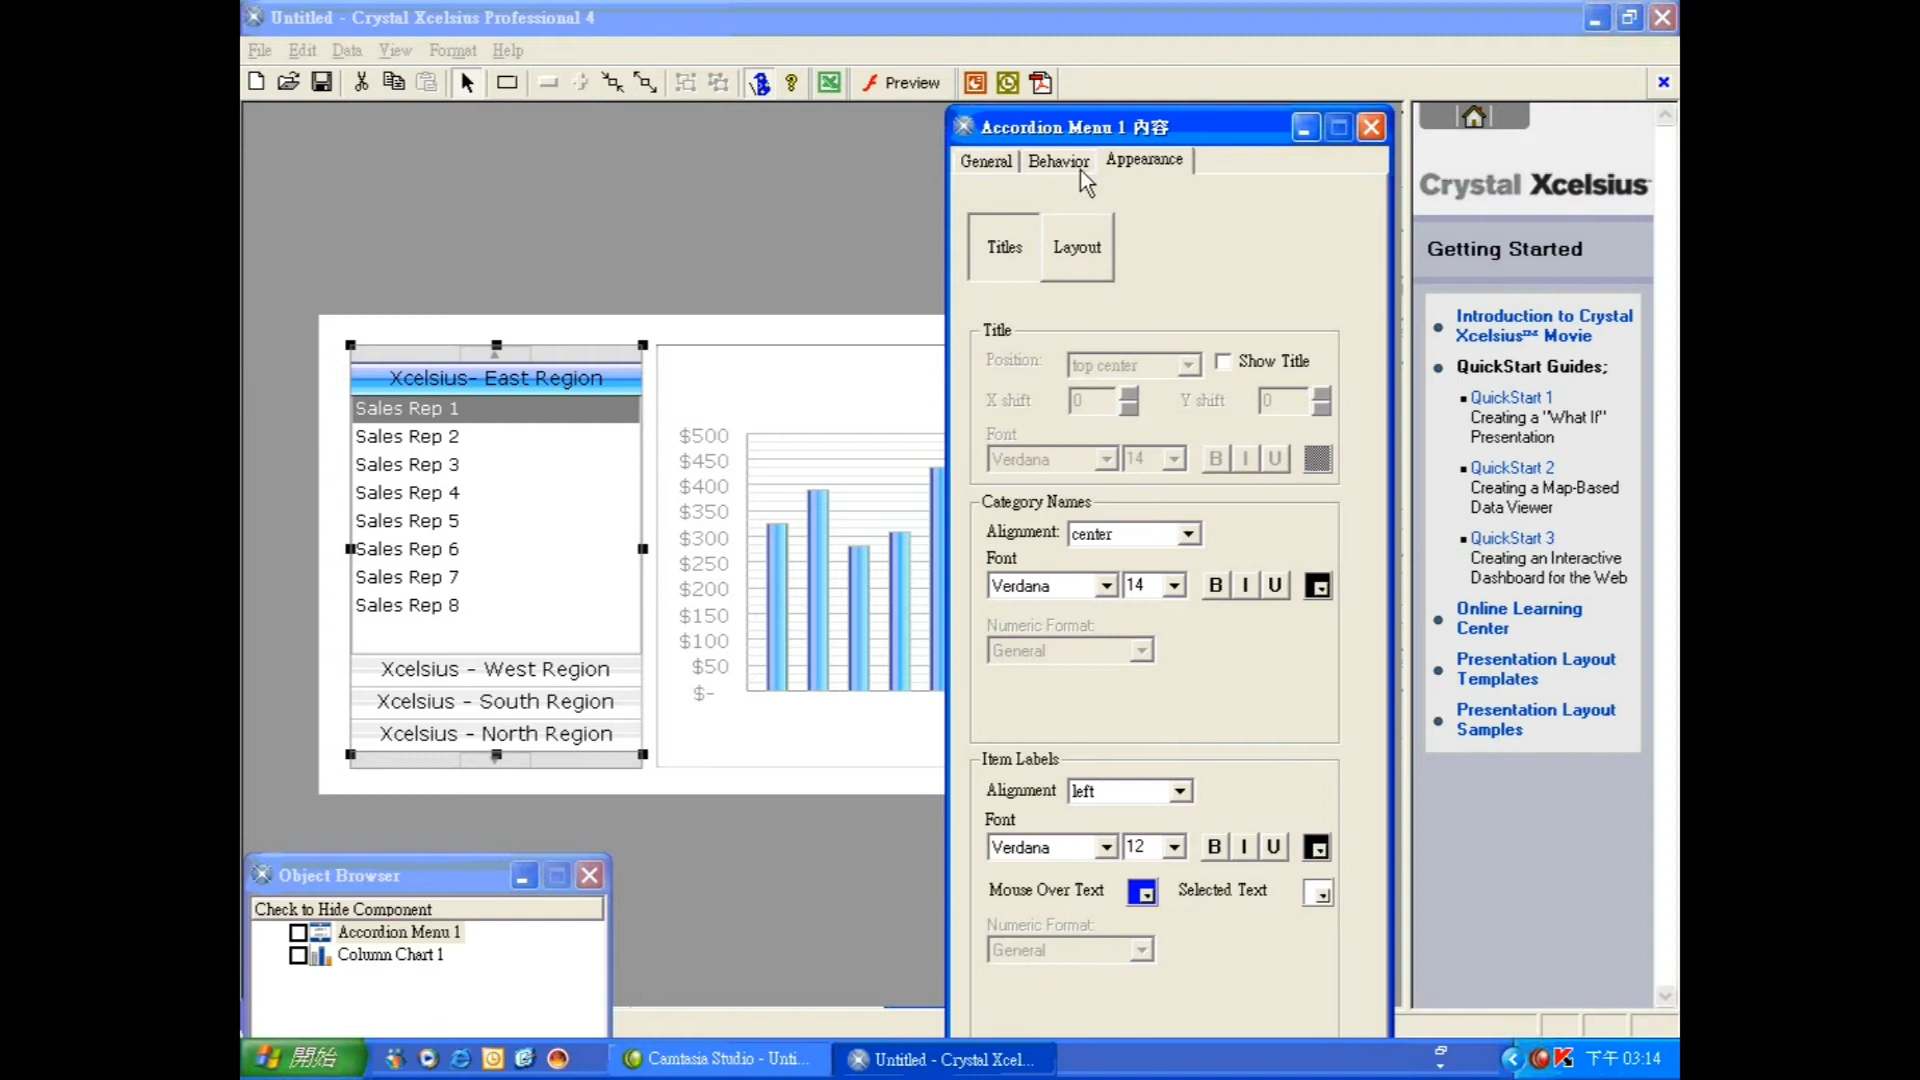 Untitled - Crystal Xcelsius Professional 4
File Edit Data View Format Help
Preview
Accordion Menu 1 內容
General Behavior Appearance
Titles Layout
Title
Position: top center Show Title
X shift 0 Y shift 0
Font
Verdana 14 B I U
Category Names
Alignment: center
Font
Verdana 14 B I U
Numeric Format:
General
Item Labels
Alignment left
Font
Verdana 12 B I U
Mouse Over Text Selected Text
Numeric Format:
General
Xcelsius- East Region
Sales Rep 1
Sales Rep 2
Sales Rep 3
Sales Rep 4
Sales Rep 5
Sales Rep 6
Sales Rep 7
Sales Rep 8
Xcelsius - West Region
Xcelsius - South Region
Xcelsius - North Region
$500
$450
$400
$350
$300
$250
$200
$150
$100
$50
$-
Crystal Xcelsius
Getting Started
Introduction to Crystal
Xcelsius™ Movie
QuickStart Guides;
QuickStart 1
Creating a "What If"
Presentation
QuickStart 2
Creating a Map-Based
Data Viewer
QuickStart 3
Creating an Interactive
Dashboard for the Web
Online Learning
Center
Presentation Layout
Templates
Presentation Layout
Samples
Object Browser
Check to Hide Component
Accordion Menu 1
Column Chart 1
開始
Camtasia Studio - Unti...
Untitled - Crystal Xcel...
下午 03:14